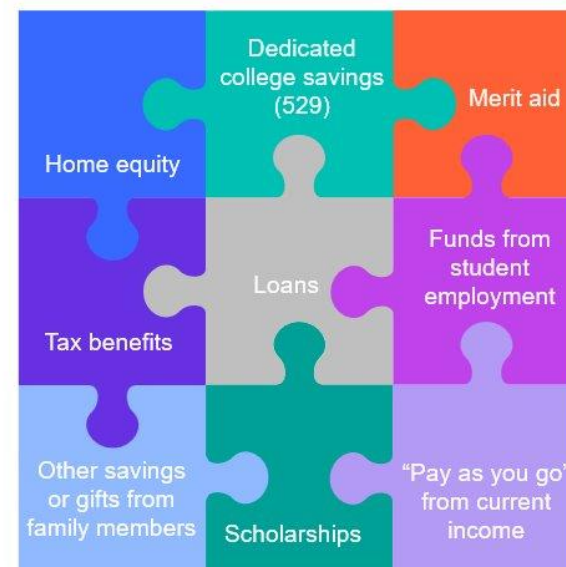 Dedicated
college savings
(529)
Merit aid
Home equity
Funds from
student
employment
Loans
Tax benefits
Other savings
or gifts from
family members
Scholarships
“Pay as you go”
from current
income